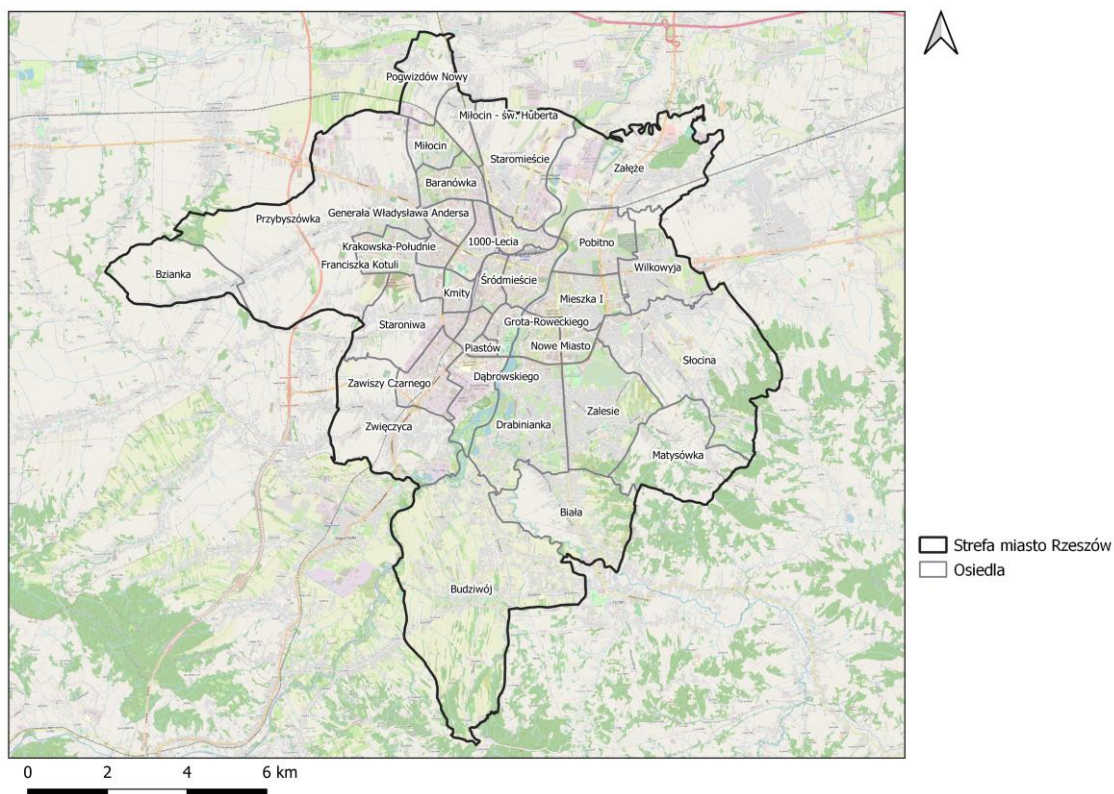 Pogwizdów Nowy
Miłocin - św. Huberta
Miłocin
Staromieście
Załęże
Baranówka
Przybyszówka
Generała Władysława Andersa
1000-Lecia
Pobitno
Krakowska-Południe
Franciszka Kotuli
Bzianka
Śródmieście
Wilkowyja
Kmity
Mieszka I
Staroniwa
Grota-Roweckiego
Piastów
Nowe Miasto
Słocina
Zawiszy Czarnego
Dąbrowskiego
Zalesie
Zwięczyca
Drabinianka
Matysówka
Biała
Strefa miasto Rzeszów
Osiedla
Budziwój
0 2 4 6 km